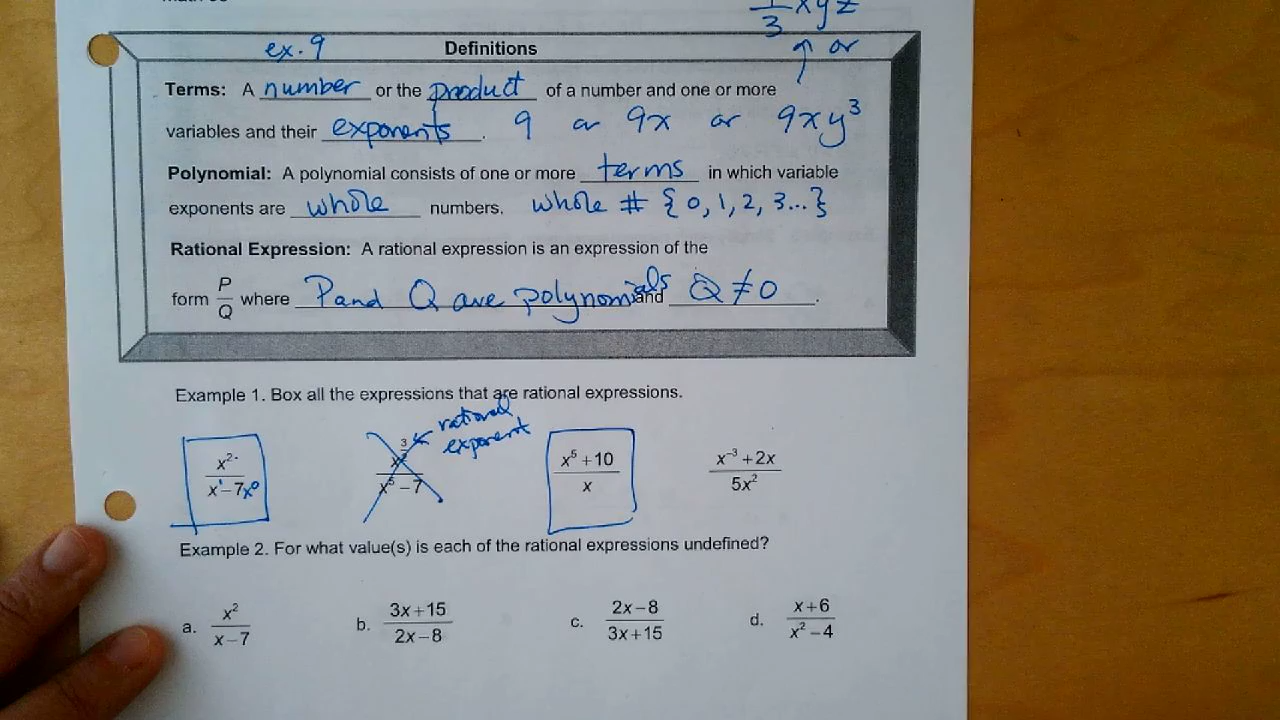 1/3 xyz
ex. 9 Definitions ↑ or
Terms: A number or the product of a number and one or more
variables and their exponents. 9 or 9x or 9xy³
Polynomial: A polynomial consists of one or more terms in which variable
exponents are whole numbers. whole # {0, 1, 2, 3...}
Rational Expression: A rational expression is an expression of the
form P/Q where P and Q are polynomials and Q ≠ 0.
Example 1. Box all the expressions that are rational expressions.
← rational
exponent
x²/(x¹ – 7x⁰) (x⁵ + 10)/x (x⁻³ + 2x)/(5x²)
Example 2. For what value(s) is each of the rational expressions undefined?
a. x²/(x – 7) b. (3x + 15)/(2x – 8) c. (2x – 8)/(3x + 15) d. (x + 6)/(x² – 4)